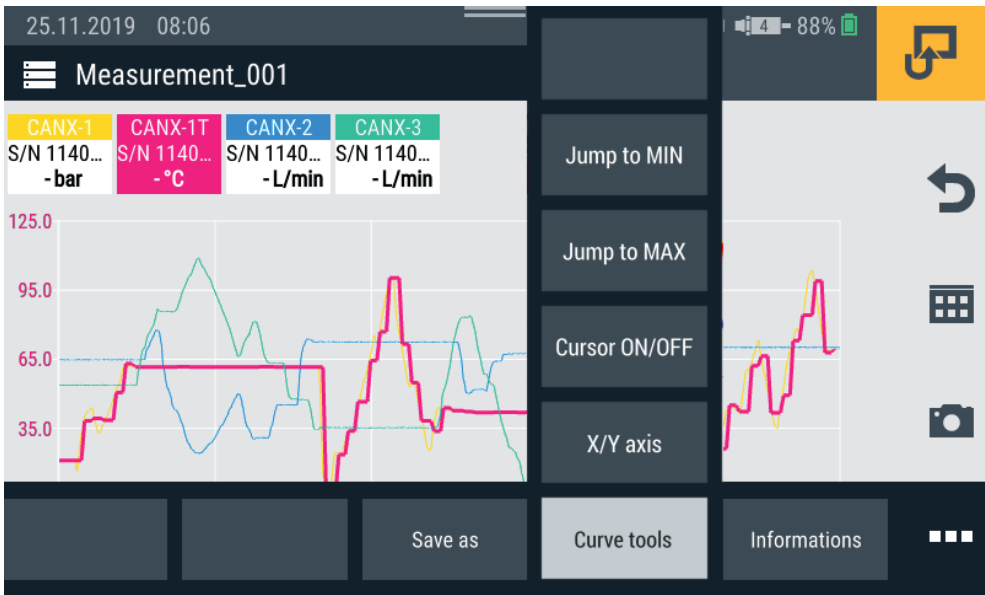 25.11.2019 08:06
4 88%
Measurement_001
CANX-1 CANX-1T CANX-2 CANX-3
S/N 1140... S/N 1140... S/N 1140... S/N 1140...
- bar - °C - L/min - L/min
125.0
95.0
65.0
35.0
Jump to MIN
Jump to MAX
Cursor ON/OFF
X/Y axis
Save as Curve tools Informations